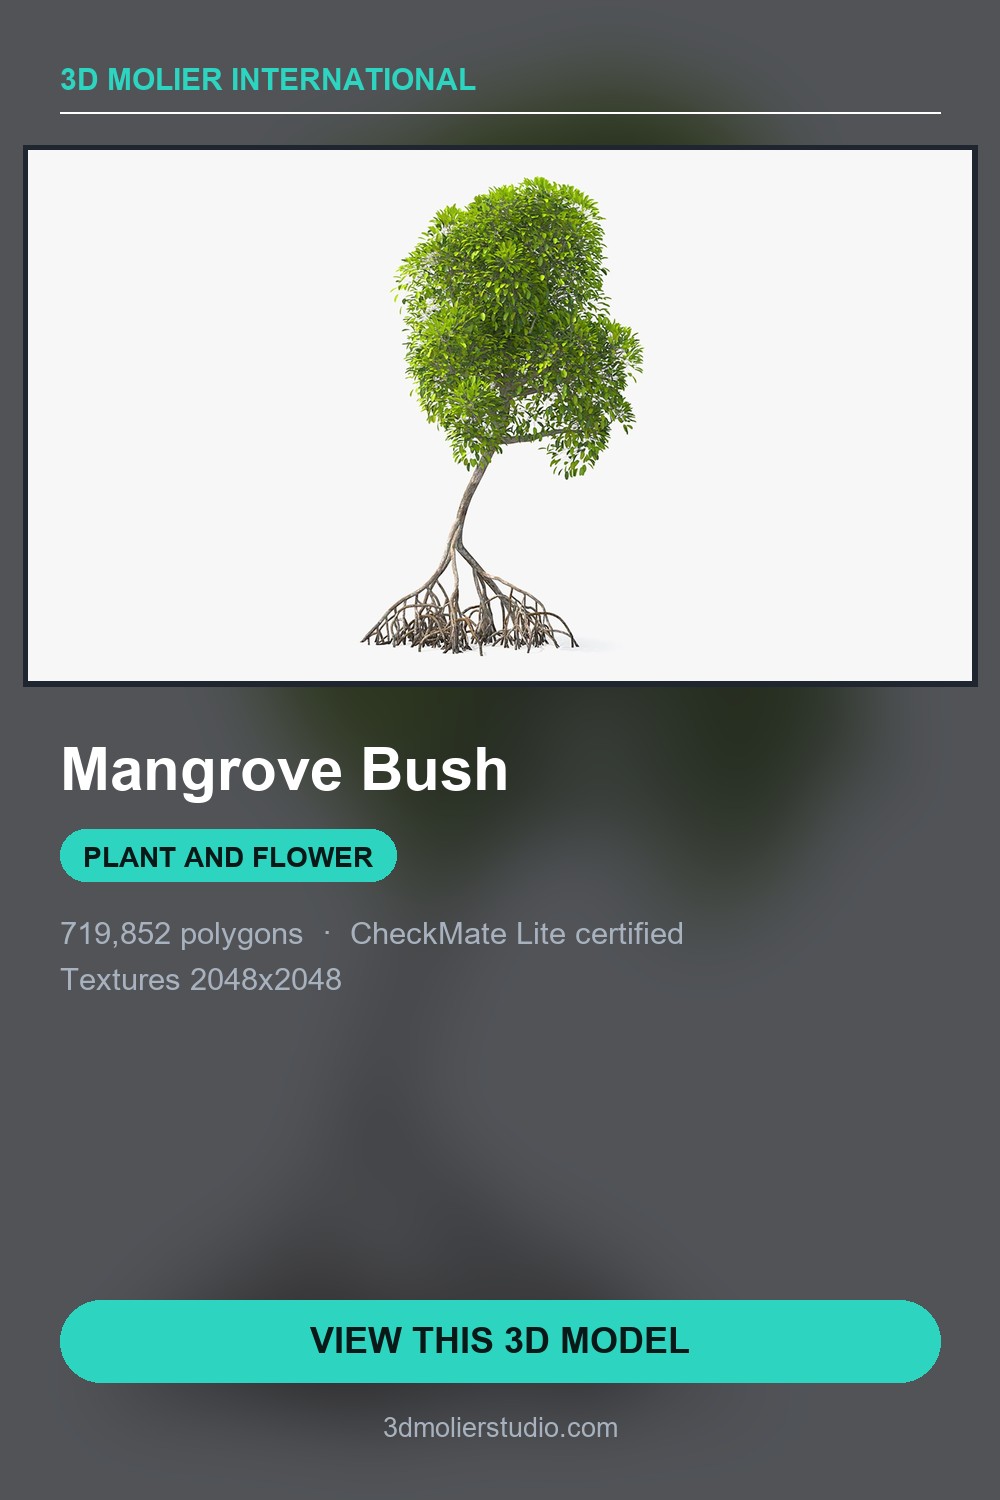 3D MOLIER INTERNATIONAL
Mangrove Bush
PLANT AND FLOWER
719,852 polygons · CheckMate Lite certified
Textures 2048x2048
VIEW THIS 3D MODEL
3dmolierstudio.com